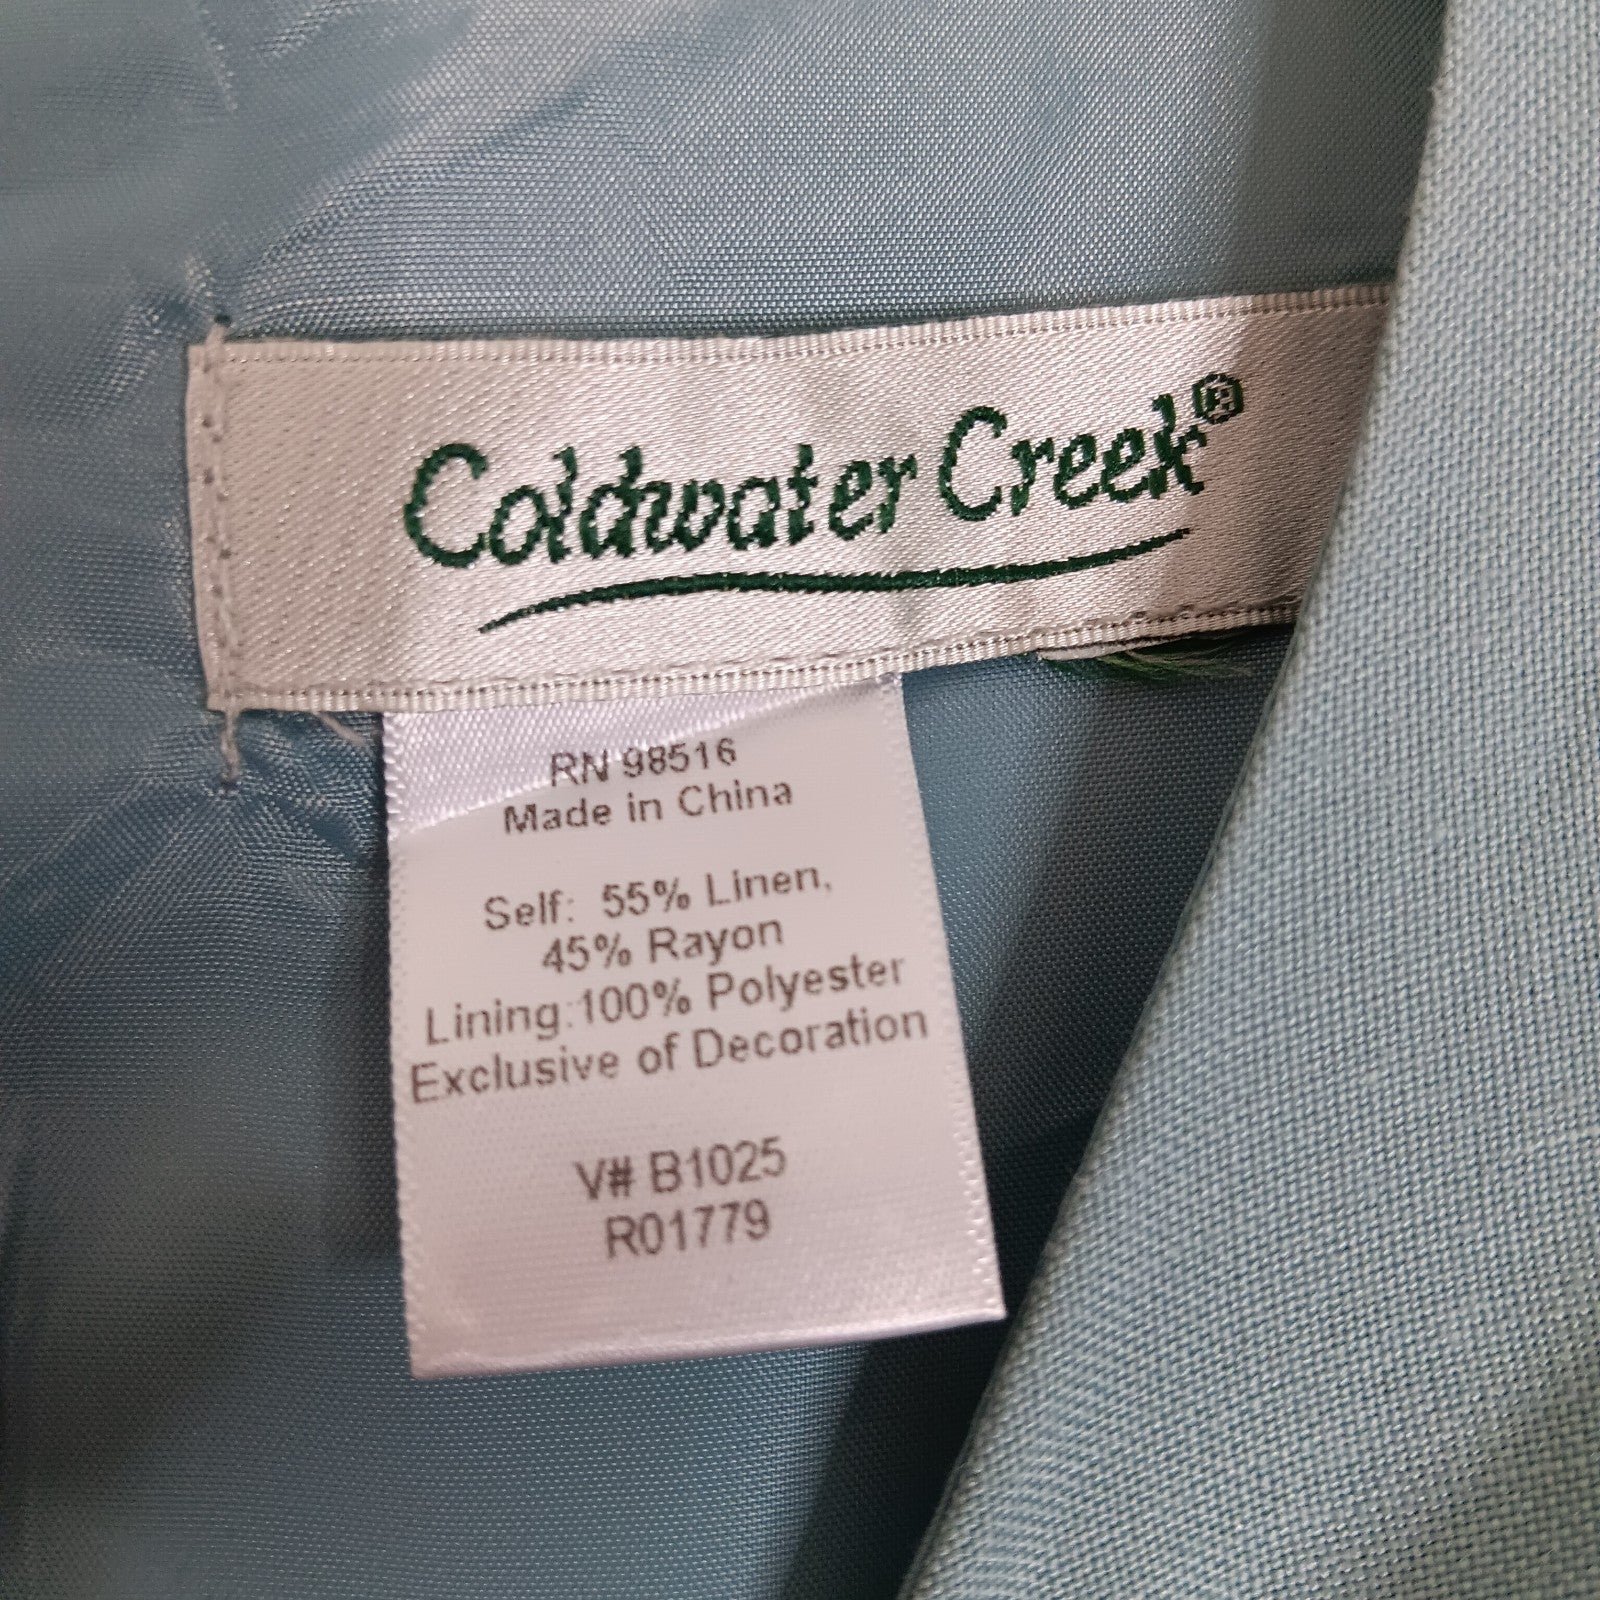 Coldwater Creek®
RN 98516
Made in China
Self: 55% Linen,
45% Rayon
Lining:100% Polyester
Exclusive of Decoration
V# B1025
R01779